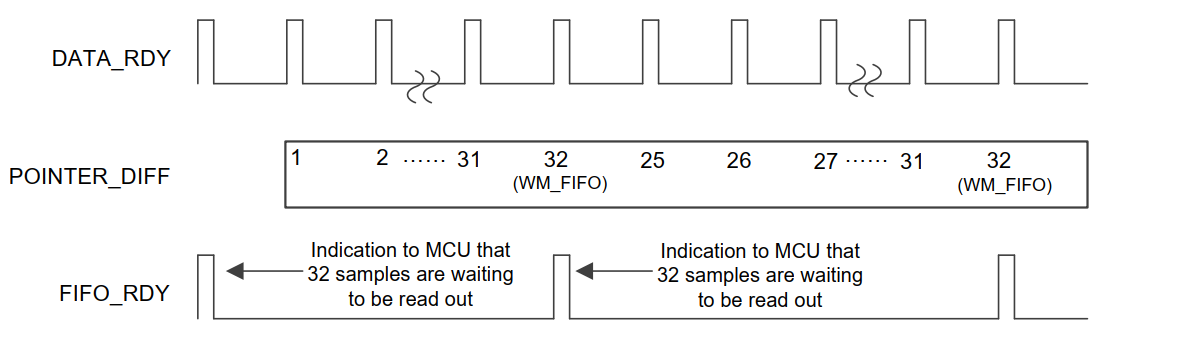 DATA_RDY
POINTER_DIFF
1 2 ...... 31 32 25 26 27 ...... 31 32
(WM_FIFO) (WM_FIFO)
FIFO_RDY
Indication to MCU that
32 samples are waiting
to be read out
Indication to MCU that
32 samples are waiting
to be read out